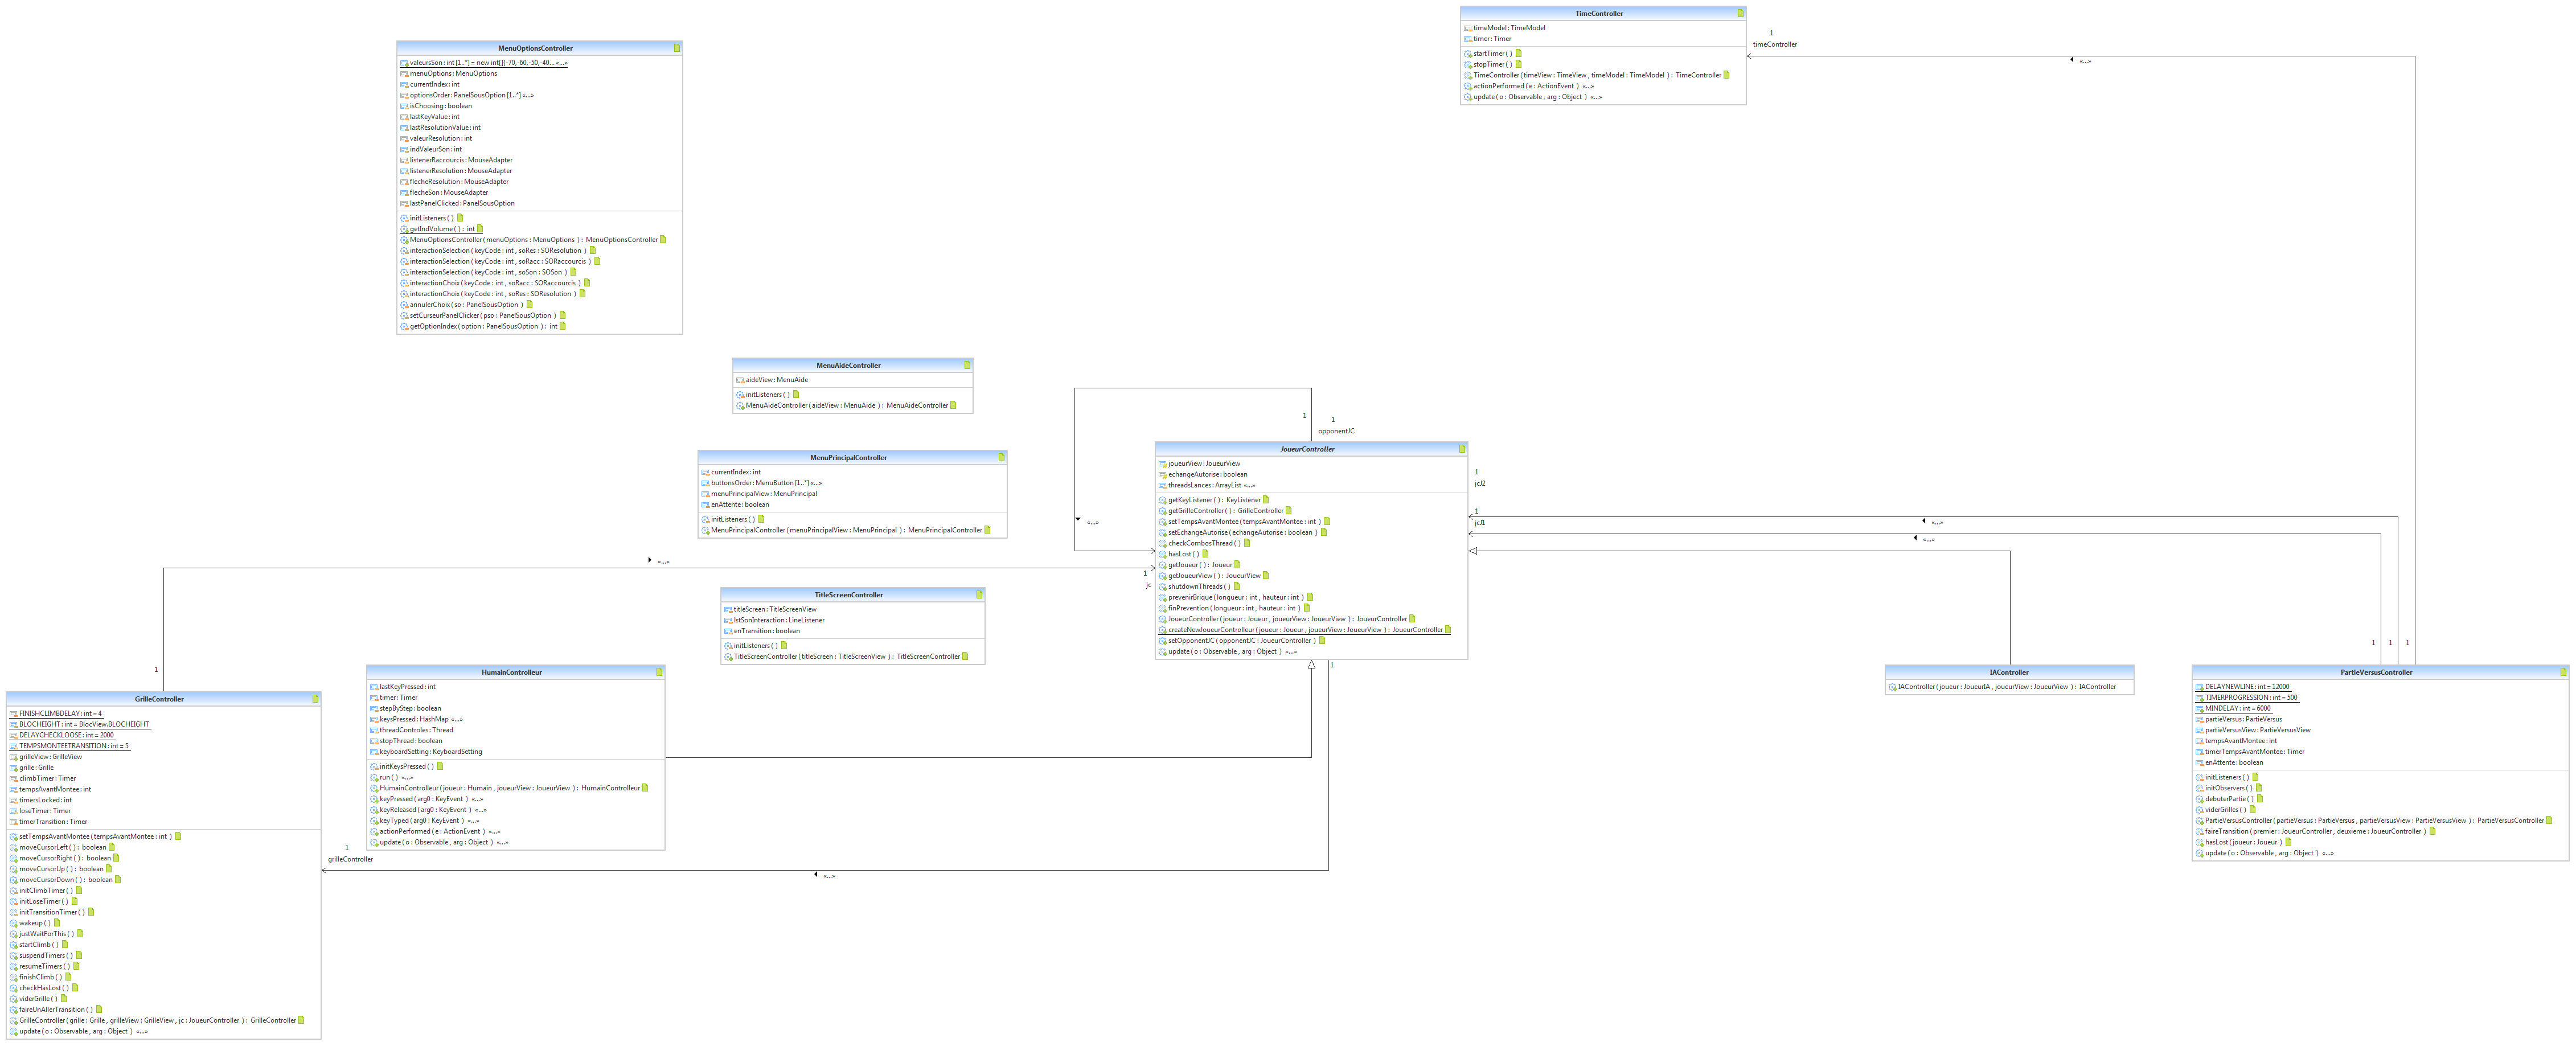 TimeController
timeModel : TimeModel
timer : Timer
startTimer ( )
stopTimer ( )
TimeController ( timeView : TimeView , timeModel : TimeModel ) : TimeController
actionPerformed ( e : ActionEvent ) «...»
update ( o : Observable , arg : Object ) «...»
1
timeController
«...»
MenuOptionsController
valeursSon : int [1..*] = new int[]{-70,-60,-50,-40... «...»
menuOptions : MenuOptions
currentIndex : int
optionsOrder : PanelSousOption [1..*] «...»
isChoosing : boolean
lastKeyValue : int
lastResolutionValue : int
valeurResolution : int
indValeurSon : int
listenerRaccourcis : MouseAdapter
listenerResolution : MouseAdapter
flecheResolution : MouseAdapter
flecheSon : MouseAdapter
lastPanelClicked : PanelSousOption
initListeners ( )
getIndVolume ( ) : int
MenuOptionsController ( menuOptions : MenuOptions ) : MenuOptionsController
interactionSelection ( keyCode : int , soRes : SOResolution )
interactionSelection ( keyCode : int , soRacc : SORaccourcis )
interactionSelection ( keyCode : int , soSon : SOSon )
interactionChoix ( keyCode : int , soRacc : SORaccourcis )
interactionChoix ( keyCode : int , soRes : SOResolution )
annulerChoix ( so : PanelSousOption )
setCurseurPanelClicker ( pso : PanelSousOption )
getOptionIndex ( option : PanelSousOption ) : int
MenuAideController
aideView : MenuAide
initListeners ( )
MenuAideController ( aideView : MenuAide ) : MenuAideController
MenuPrincipalController
currentIndex : int
buttonsOrder : MenuButton [1..*] «...»
menuPrincipalView : MenuPrincipal
enAttente : boolean
initListeners ( )
MenuPrincipalController ( menuPrincipalView : MenuPrincipal ) : MenuPrincipalController
TitleScreenController
titleScreen : TitleScreenView
lstSonInteraction : LineListener
enTransition : boolean
initListeners ( )
TitleScreenController ( titleScreen : TitleScreenView ) : TitleScreenController
1
1
opponentJC
«...»
JoueurController
joueurView : JoueurView
echangeAutorise : boolean
threadsLances : ArrayList «...»
getKeyListener ( ) : KeyListener
getGrilleController ( ) : GrilleController
setTempsAvantMontee ( tempsAvantMontee : int )
setEchangeAutorise ( echangeAutorise : boolean )
checkCombosThread ( )
hasLost ( )
getJoueur ( ) : Joueur
getJoueurView ( ) : JoueurView
shutdownThreads ( )
prevenirBrique ( longueur : int , hauteur : int )
finPrevention ( longueur : int , hauteur : int )
JoueurController ( joueur : Joueur , joueurView : JoueurView ) : JoueurController
createNewJoueurControlleur ( joueur : Joueur , joueurView : JoueurView ) : JoueurController
setOpponentJC ( opponentJC : JoueurController )
update ( o : Observable , arg : Object ) «...»
1
jcJ2
1
jcJ1
«...»
«...»
«...»
1
jc
1
1
1
1
1
IAController
IAController ( joueur : JoueurIA , joueurView : JoueurView ) : IAController
PartieVersusController
DELAYNEWLINE : int = 12000
TIMERPROGRESSION : int = 500
MINDELAY : int = 6000
partieVersus : PartieVersus
partieVersusView : PartieVersusView
tempsAvantMontee : int
timerTempsAvantMontee : Timer
enAttente : boolean
initListeners ( )
initObservers ( )
debuterPartie ( )
viderGrilles ( )
PartieVersusController ( partieVersus : PartieVersus , partieVersusView : PartieVersusView ) : PartieVersusController
faireTransition ( premier : JoueurController , deuxieme : JoueurController )
hasLost ( joueur : Joueur )
update ( o : Observable , arg : Object ) «...»
HumainControlleur
lastKeyPressed : int
timer : Timer
stepByStep : boolean
keysPressed : HashMap «...»
threadControles : Thread
stopThread : boolean
keyboardSetting : KeyboardSetting
initKeysPressed ( )
run ( ) «...»
HumainControlleur ( joueur : Humain , joueurView : JoueurView ) : HumainControlleur
keyPressed ( arg0 : KeyEvent ) «...»
keyReleased ( arg0 : KeyEvent ) «...»
keyTyped ( arg0 : KeyEvent ) «...»
actionPerformed ( e : ActionEvent ) «...»
update ( o : Observable , arg : Object ) «...»
GrilleController
FINISHCLIMBDELAY : int = 4
BLOCHEIGHT : int = BlocView.BLOCHEIGHT
DELAYCHECKLOOSE : int = 2000
TEMPSMONTEETRANSITION : int = 5
grilleView : GrilleView
grille : Grille
climbTimer : Timer
tempsAvantMontee : int
timersLocked : int
loseTimer : Timer
timerTransition : Timer
setTempsAvantMontee ( tempsAvantMontee : int )
moveCursorLeft ( ) : boolean
moveCursorRight ( ) : boolean
moveCursorUp ( ) : boolean
moveCursorDown ( ) : boolean
initClimbTimer ( )
initLoseTimer ( )
initTransitionTimer ( )
wakeup ( )
justWaitForThis ( )
startClimb ( )
suspendTimers ( )
resumeTimers ( )
finishClimb ( )
checkHasLost ( )
viderGrille ( )
faireUnAllerTransition ( )
GrilleController ( grille : Grille , grilleView : GrilleView , jc : JoueurController ) : GrilleController
update ( o : Observable , arg : Object ) «...»
1
grilleController
«...»